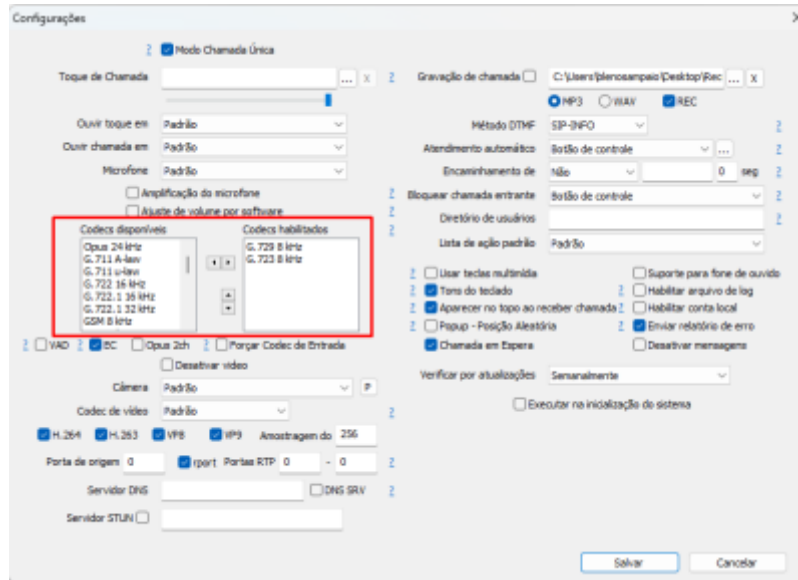 Configurações
? Modo Chamada Única
Toque de Chamada ... x ?
Ouvir toque em Padrão
Ouvir chamada em Padrão
Microfone Padrão
Amplificação do microfone ?
Ajuste de volume por software ?
Codecs disponíveis Codecs habilitados ?
Opus 24 kHz G.729 8 kHz
G.711 A-law G.723 8 kHz
G.711 u-law
G.722 16 kHz
G.722.1 16 kHz
G.722.1 32 kHz
GSM 8 kHz
? VAD ? EC Opus 2ch ? Forçar Codec de Entrada
Desativar vídeo
Câmera Padrão P
Codec de vídeo Padrão ?
H.264 H.263 VP8 VP9 Amostragem do 256
Porta de origem 0 rport Portas RTP 0 - 0 ?
Servidor DNS DNS SRV ?
Servidor STUN
Gravação de chamada C:\Users\plenosampaio\Desktop\Rec ... x
MP3 WAV REC
Método DTMF SIP-INFO ?
Atendimento automático Botão de controle ... ?
Encaminhamento de Não 0 seg ?
Bloquear chamada entrante Botão de controle ?
Diretório de usuários ?
Lista de ação padrão Padrão
? Usar teclas multimídia Suporte para fone de ouvido
? Tons do teclado ? Habilitar arquivo de log
? Aparecer no topo ao receber chamada ? Habilitar conta local
? Popup - Posição Aleatória ? Enviar relatório de erro
Chamada em Espera Desativar mensagens
Verificar por atualizações Semanalmente
Executar na inicialização do sistema
Salvar Cancelar